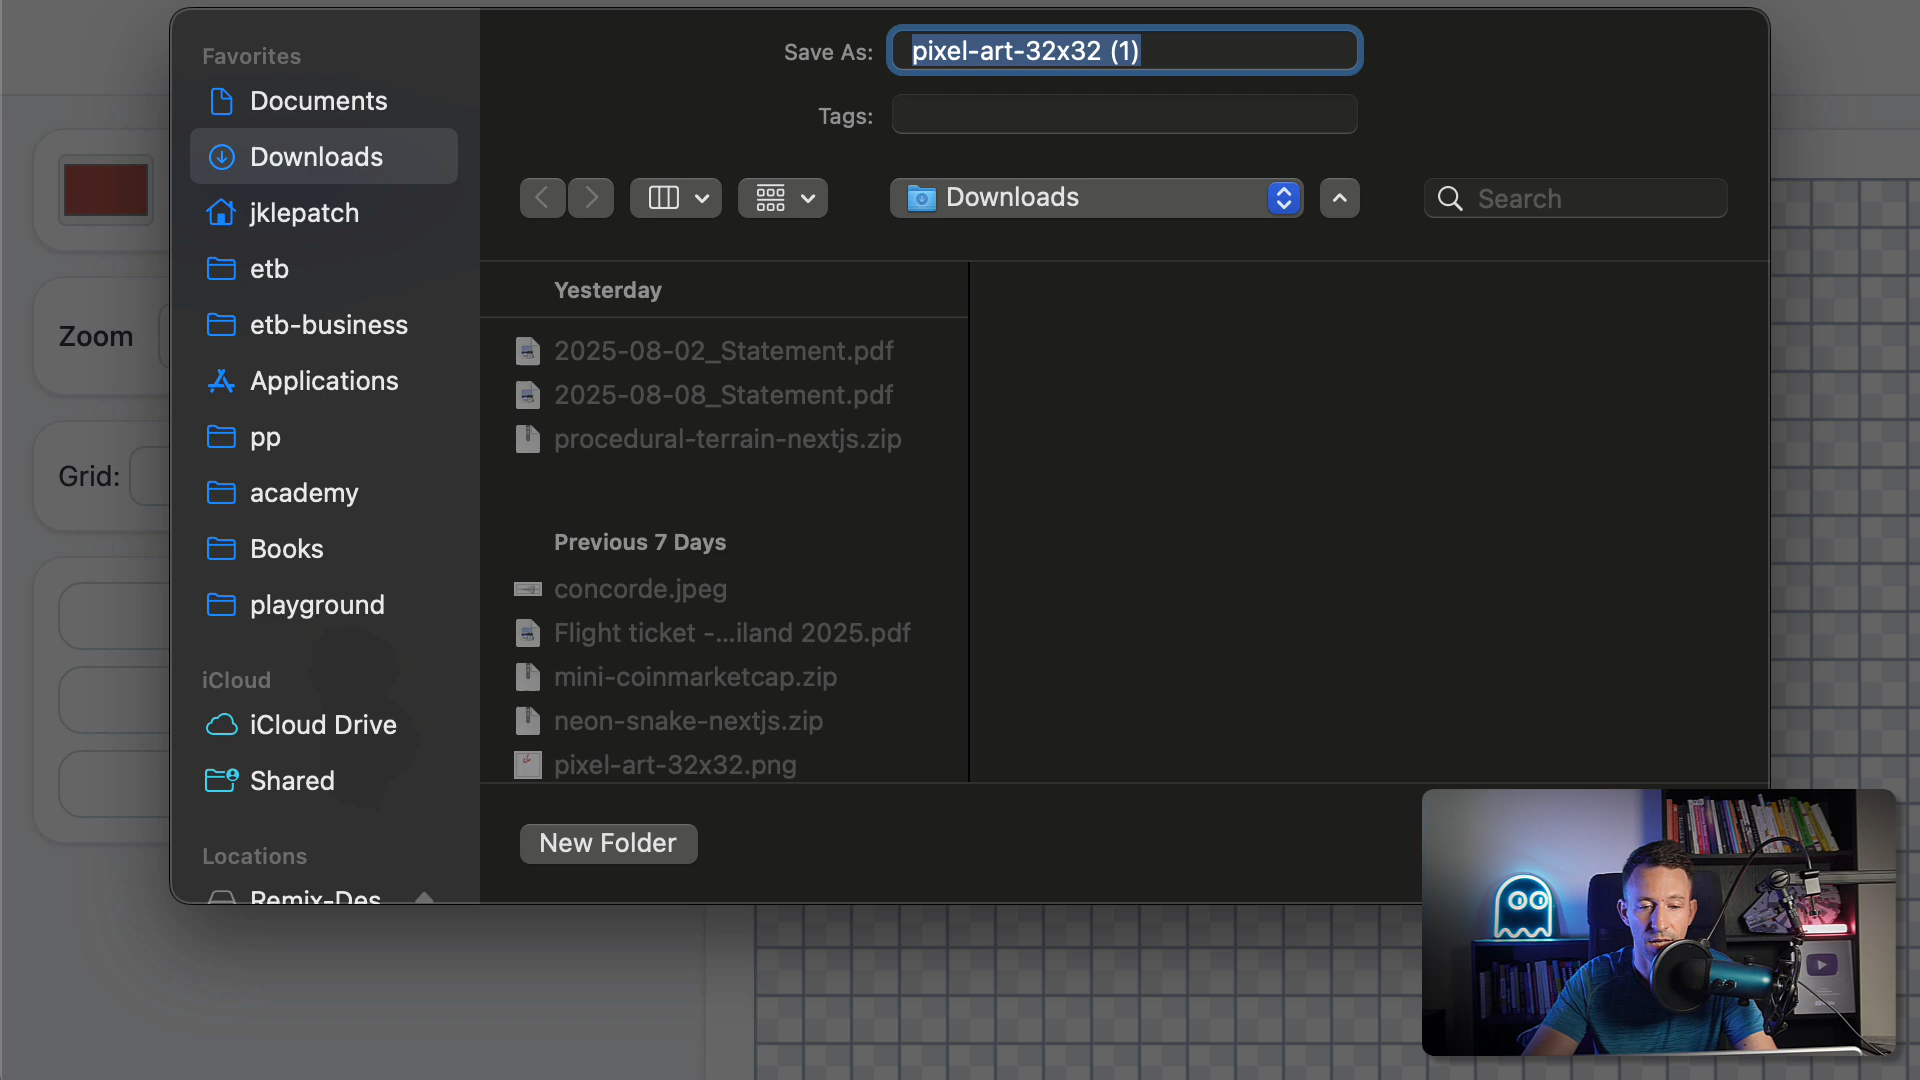 Favorites
Documents
Downloads
jklepatch
etb
etb-business
Applications
pp
academy
Books
playground
iCloud
iCloud Drive
Shared
Locations
Remix-Des
Save As: pixel-art-32x32 (1)
Tags:
Downloads
Search
Yesterday
2025-08-02_Statement.pdf
2025-08-08_Statement.pdf
procedural-terrain-nextjs.zip
Previous 7 Days
concorde.jpeg
Flight ticket -...iland 2025.pdf
mini-coinmarketcap.zip
neon-snake-nextjs.zip
pixel-art-32x32.png
New Folder
Zoom
Grid: